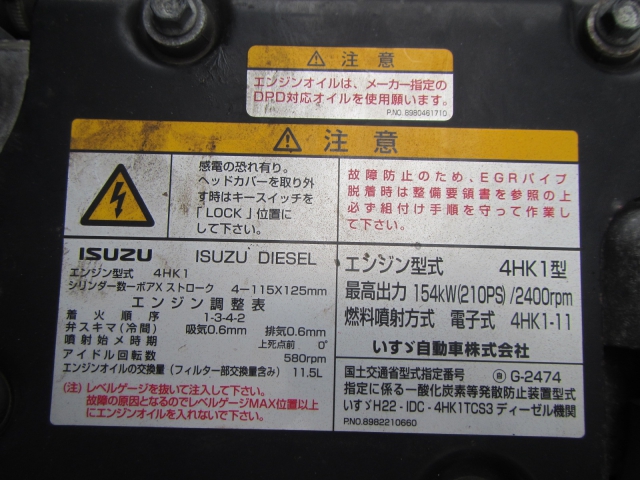 ⚠ 注意
エンジンオイルは、メーカー指定の
DPD対応オイルを使用願います。
P.NO. 8980461710
⚠ 注意
感電の恐れ有り。
ヘッドカバーを取り外
す時はキースイッチを
「LOCK」位置に
して下さい。
故障防止のため、EGRパイプ
脱着時は整備要領書を参照の上
必ず組付け手順を守って作業し
て下さい。
ISUZU ISUZU DIESEL
エンジン型式 4HK1
シリンダー数ーボアX ストローク 4－115X125mm
エンジン調整表
着火順序 1-3-4-2
弁スキマ(冷間) 吸気0.6mm 排気0.6mm
噴射始メ時期 上死点前 0°
アイドル回転数 580rpm
エンジンオイルの交換量(フィルター部交換量含み) 11.5L
(注) レベルゲージを抜いて注入して下さい。
故障の原因となるのでレベルゲージMAX位置以上
にエンジンオイルを入れないで下さい。
エンジン型式 4HK1型
最高出力 154kW(210PS)/2400rpm
燃料噴射方式 電子式 4HK1-11
いすゞ自動車株式会社
国土交通省型式指定番号 自 G-2474
指定に係る一酸化炭素等発散防止装置型式
いすゞH22-IDC-4HK1TCS3 ディーゼル機関
P.NO. 8982210660